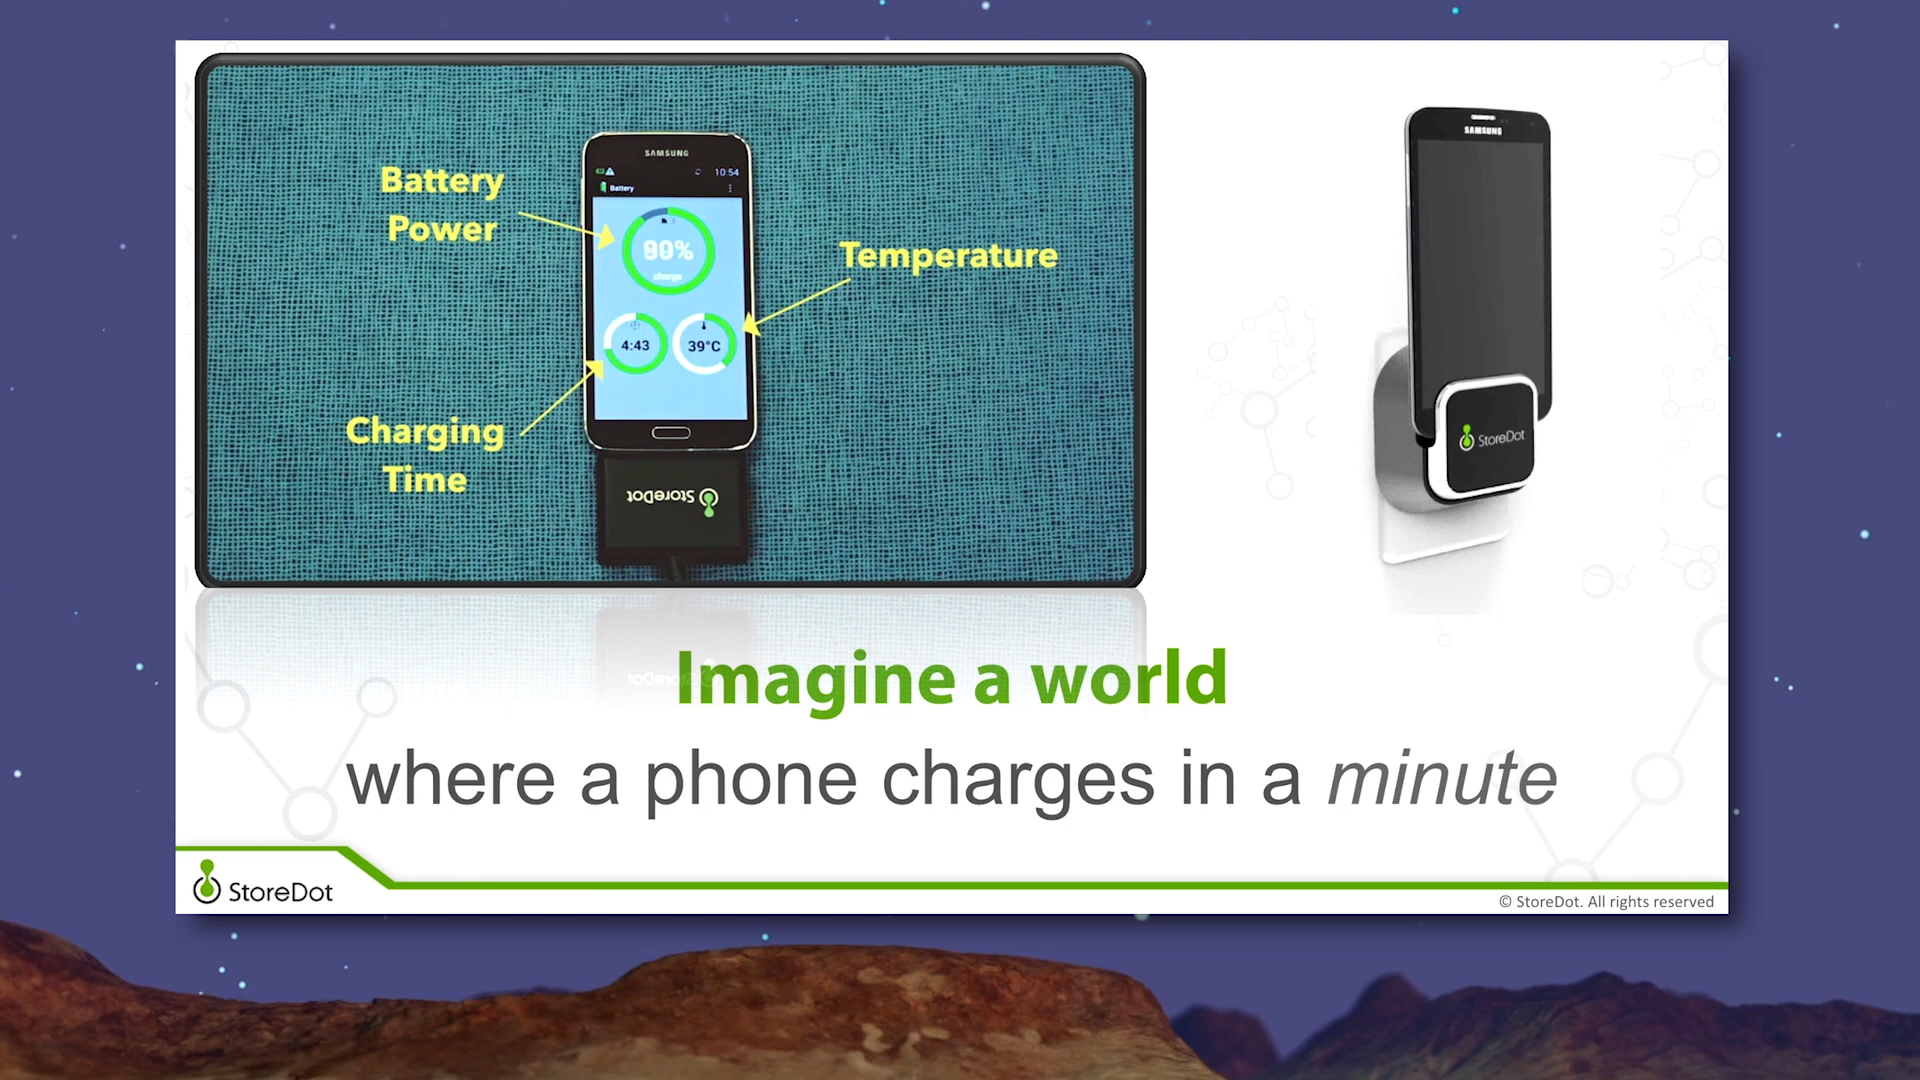 Battery
Power
Temperature
Charging
Time
SAMSUNG
10:54
Battery
90%
charge
4:43
39°C
StoreDot
SAMSUNG
StoreDot
Imagine a world
where a phone charges in a minute
StoreDot
© StoreDot. All rights reserved